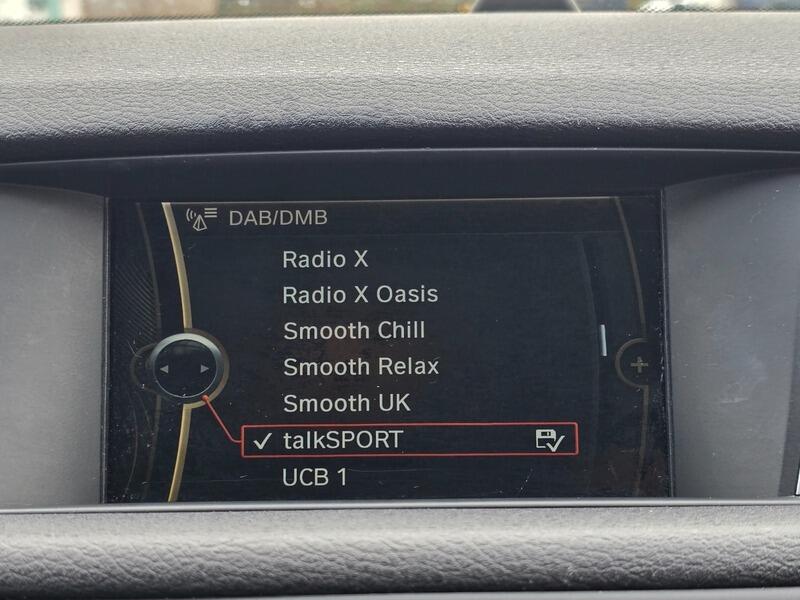 DAB/DMB
Radio X
Radio X Oasis
Smooth Chill
Smooth Relax
Smooth UK
talkSPORT
UCB 1